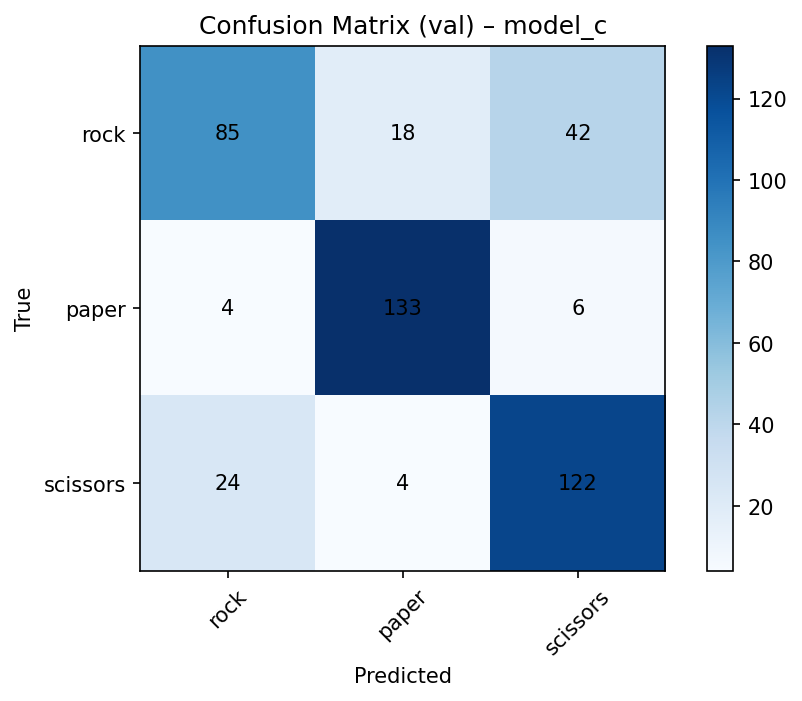 Confusion Matrix (val) – model_c
rock 85 18 42
paper 4 133 6
scissors 24 4 122
rock paper scissors
Predicted
True
120
100
80
60
40
20